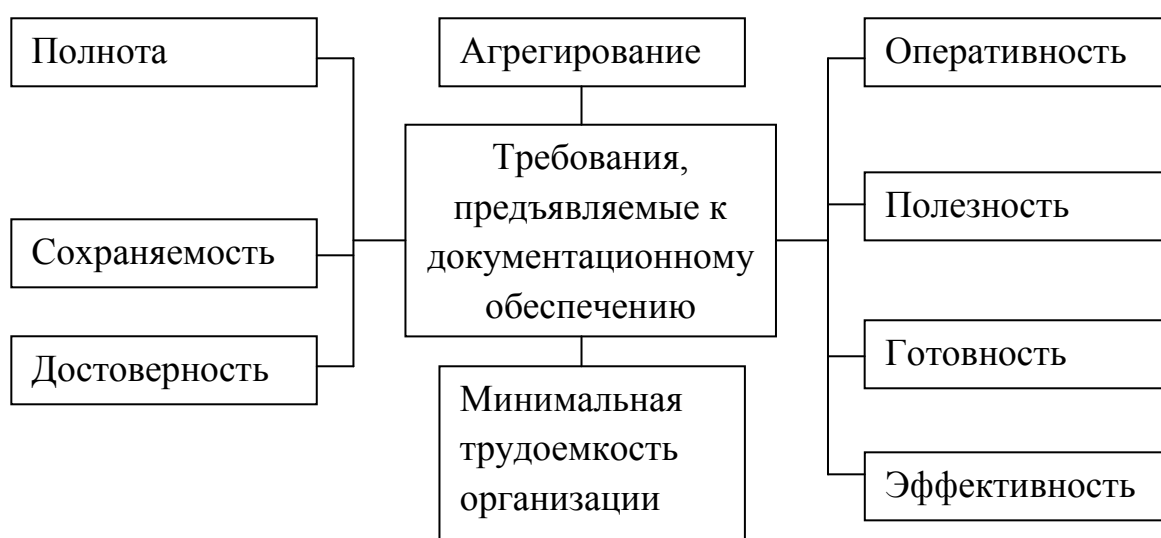 Полнота
Агрегирование
Оперативность
Требования,
предъявляемые к
документационному
обеспечению
Сохраняемость
Достоверность
Полезность
Готовность
Эффективность
Минимальная
трудоемкость
организации